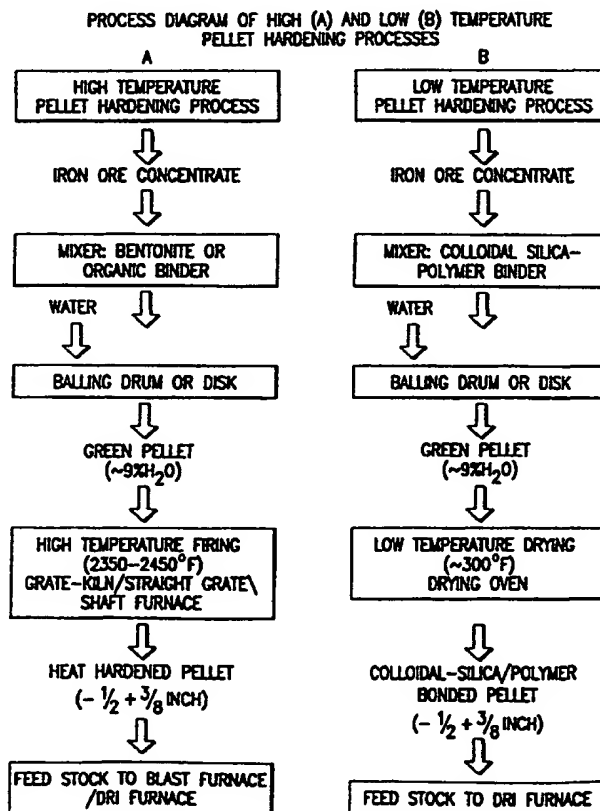 PROCESS DIAGRAM OF HIGH (A) AND LOW (B) TEMPERATURE
PELLET HARDENING PROCESSES
A
HIGH TEMPERATURE
PELLET HARDENING PROCESS
IRON ORE CONCENTRATE
MIXER: BENTONITE OR
ORGANIC BINDER
WATER
BALLING DRUM OR DISK
GREEN PELLET
(~9%H2O)
HIGH TEMPERATURE FIRING
(2350-2450°F)
GRATE-KILN/STRAIGHT GRATE\
SHAFT FURNACE
HEAT HARDENED PELLET
(- 1/2 + 3/8 INCH)
FEED STOCK TO BLAST FURNACE
/DRI FURNACE
B
LOW TEMPERATURE
PELLET HARDENING PROCESS
IRON ORE CONCENTRATE
MIXER: COLLOIDAL SILICA-
POLYMER BINDER
WATER
BALLING DRUM OR DISK
GREEN PELLET
(~9%H2O)
LOW TEMPERATURE DRYING
(~300°F)
DRYING OVEN
COLLOIDAL-SILICA/POLYMER
BONDED PELLET
(- 1/2 + 3/8 INCH)
FEED STOCK TO DRI FURNACE